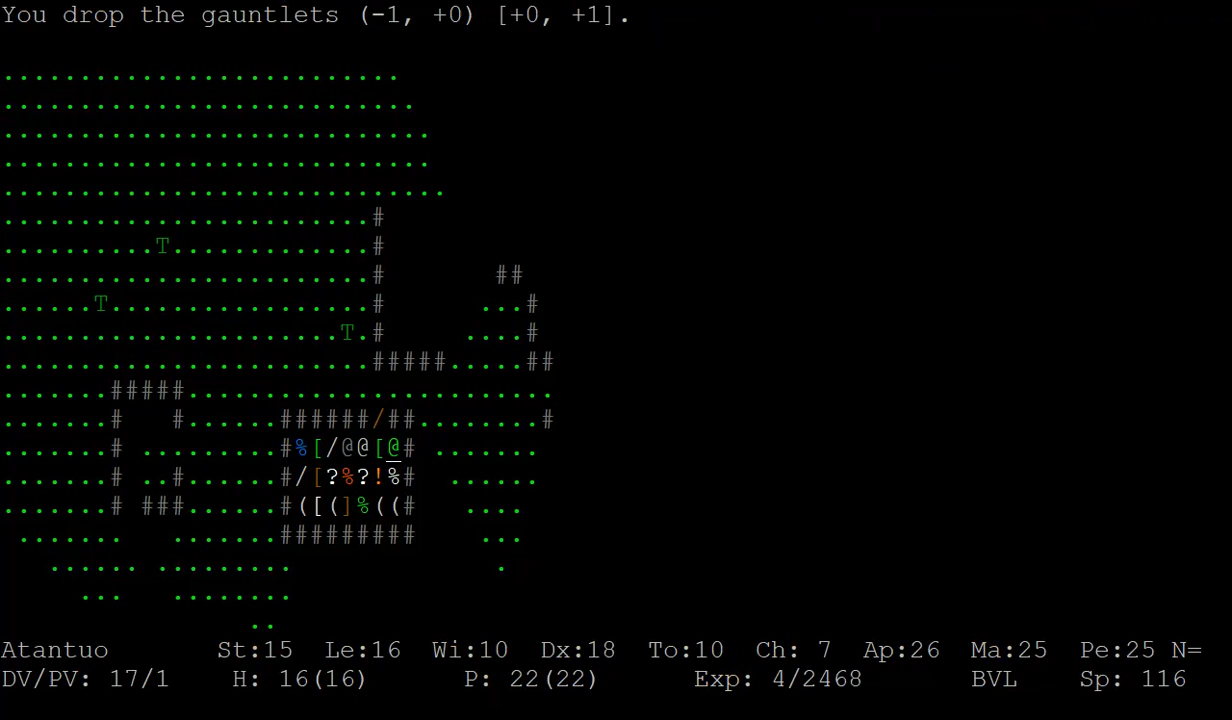 You drop the gauntlets (-1, +0) [+0, +1].
..........................
...........................
............................
............................
.............................
........................#
..........T.............#
........................#       ##
......T.................#      ...#
......................T.#     ....#
........................#####.....##
.......#####........................
.......#   #......######/##........#
.......# .........#%[/@@[@# .......
.......# ..#......#/[?%?!%#  ......
.......# ###......#([(]%((#   ....
 .......   .......#########    ...
   ...... .........             .
     ...   ........
                ..
Atantuo St:15 Le:16 Wi:10 Dx:18 To:10 Ch: 7 Ap:26 Ma:25 Pe:25 N=
DV/PV: 17/1 H: 16(16) P: 22(22) Exp: 4/2468 BVL Sp: 116